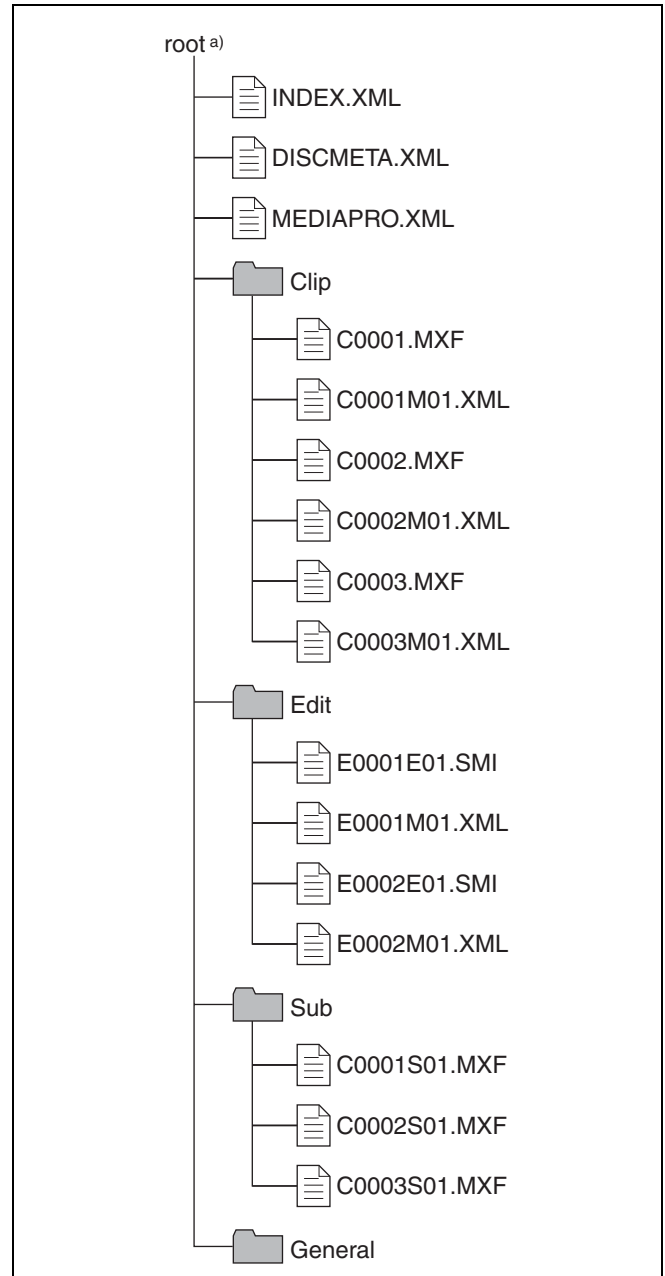 root a)
INDEX.XML
DISCMETA.XML
MEDIAPRO.XML
Clip
C0001.MXF
C0001M01.XML
C0002.MXF
C0002M01.XML
C0003.MXF
C0003M01.XML
Edit
E0001E01.SMI
E0001M01.XML
E0002E01.SMI
E0002M01.XML
Sub
C0001S01.MXF
C0002S01.MXF
C0003S01.MXF
General